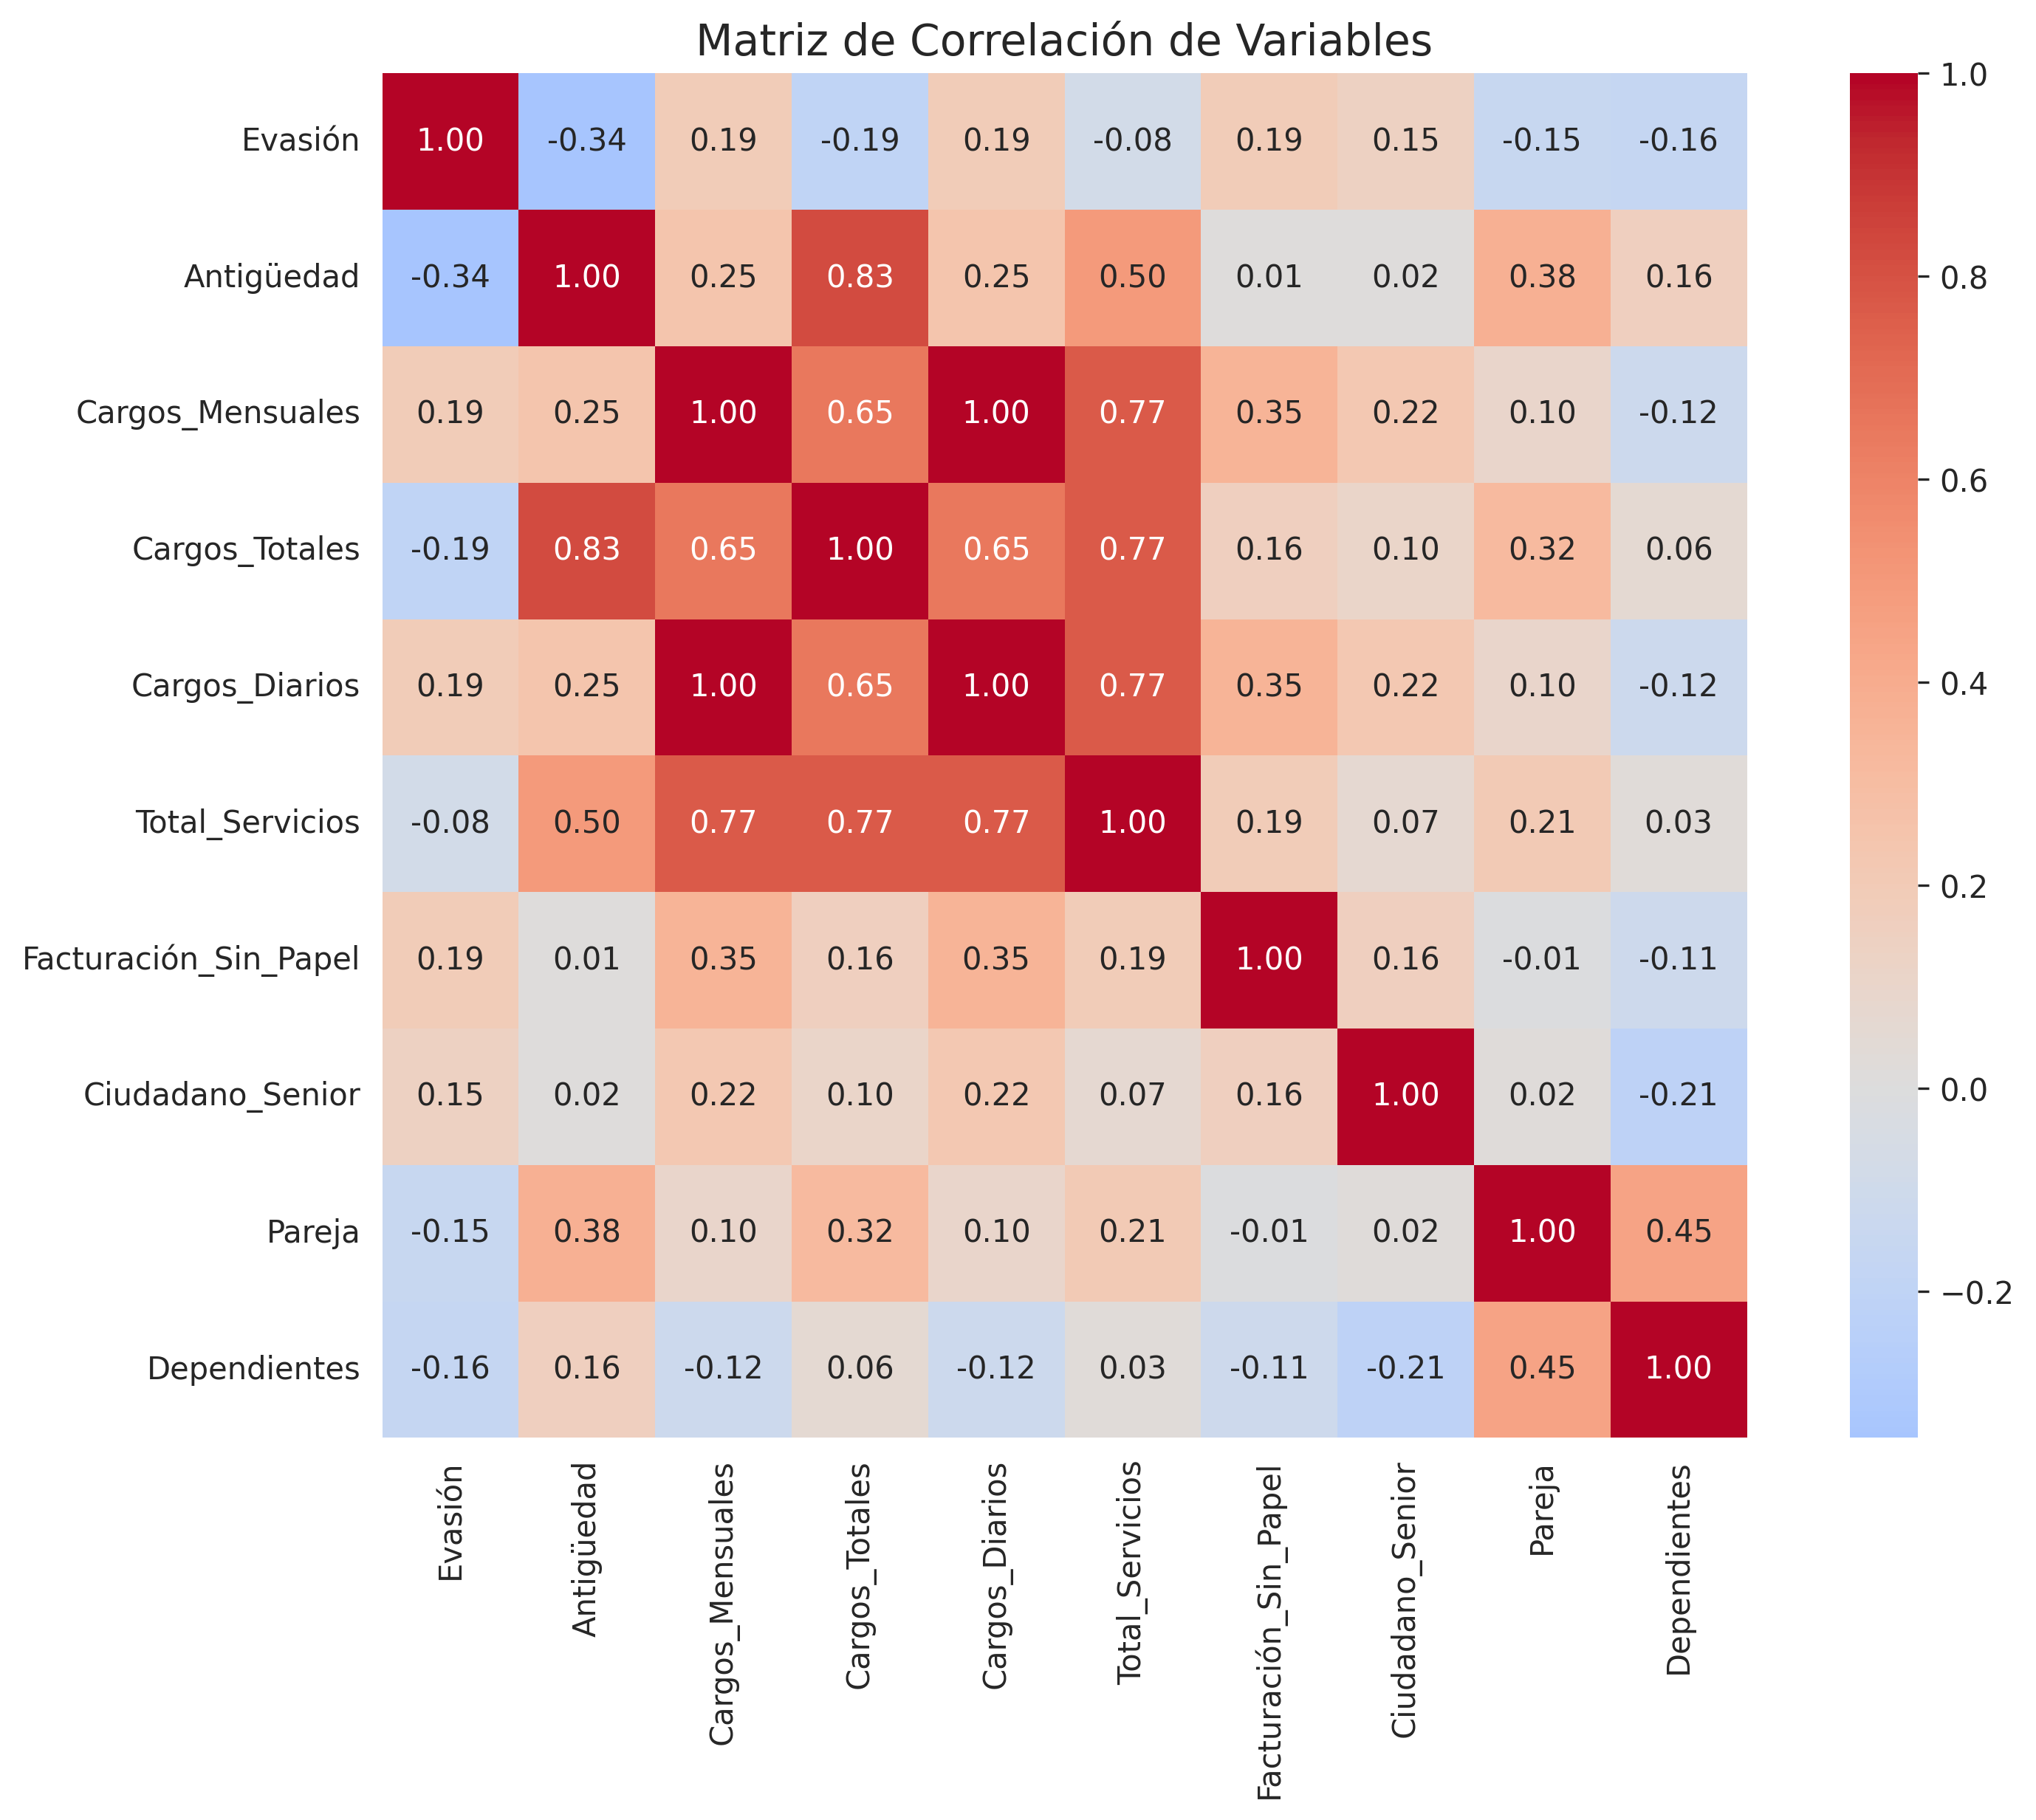 Matriz de Correlación de Variables
Evasión 1.00 -0.34 0.19 -0.19 0.19 -0.08 0.19 0.15 -0.15 -0.16
Antigüedad -0.34 1.00 0.25 0.83 0.25 0.50 0.01 0.02 0.38 0.16
Cargos_Mensuales 0.19 0.25 1.00 0.65 1.00 0.77 0.35 0.22 0.10 -0.12
Cargos_Totales -0.19 0.83 0.65 1.00 0.65 0.77 0.16 0.10 0.32 0.06
Cargos_Diarios 0.19 0.25 1.00 0.65 1.00 0.77 0.35 0.22 0.10 -0.12
Total_Servicios -0.08 0.50 0.77 0.77 0.77 1.00 0.19 0.07 0.21 0.03
Facturación_Sin_Papel 0.19 0.01 0.35 0.16 0.35 0.19 1.00 0.16 -0.01 -0.11
Ciudadano_Senior 0.15 0.02 0.22 0.10 0.22 0.07 0.16 1.00 0.02 -0.21
Pareja -0.15 0.38 0.10 0.32 0.10 0.21 -0.01 0.02 1.00 0.45
Dependientes -0.16 0.16 -0.12 0.06 -0.12 0.03 -0.11 -0.21 0.45 1.00
Evasión
Antigüedad
Cargos_Mensuales
Cargos_Totales
Cargos_Diarios
Total_Servicios
Facturación_Sin_Papel
Ciudadano_Senior
Pareja
Dependientes
1.0
0.8
0.6
0.4
0.2
0.0
−0.2